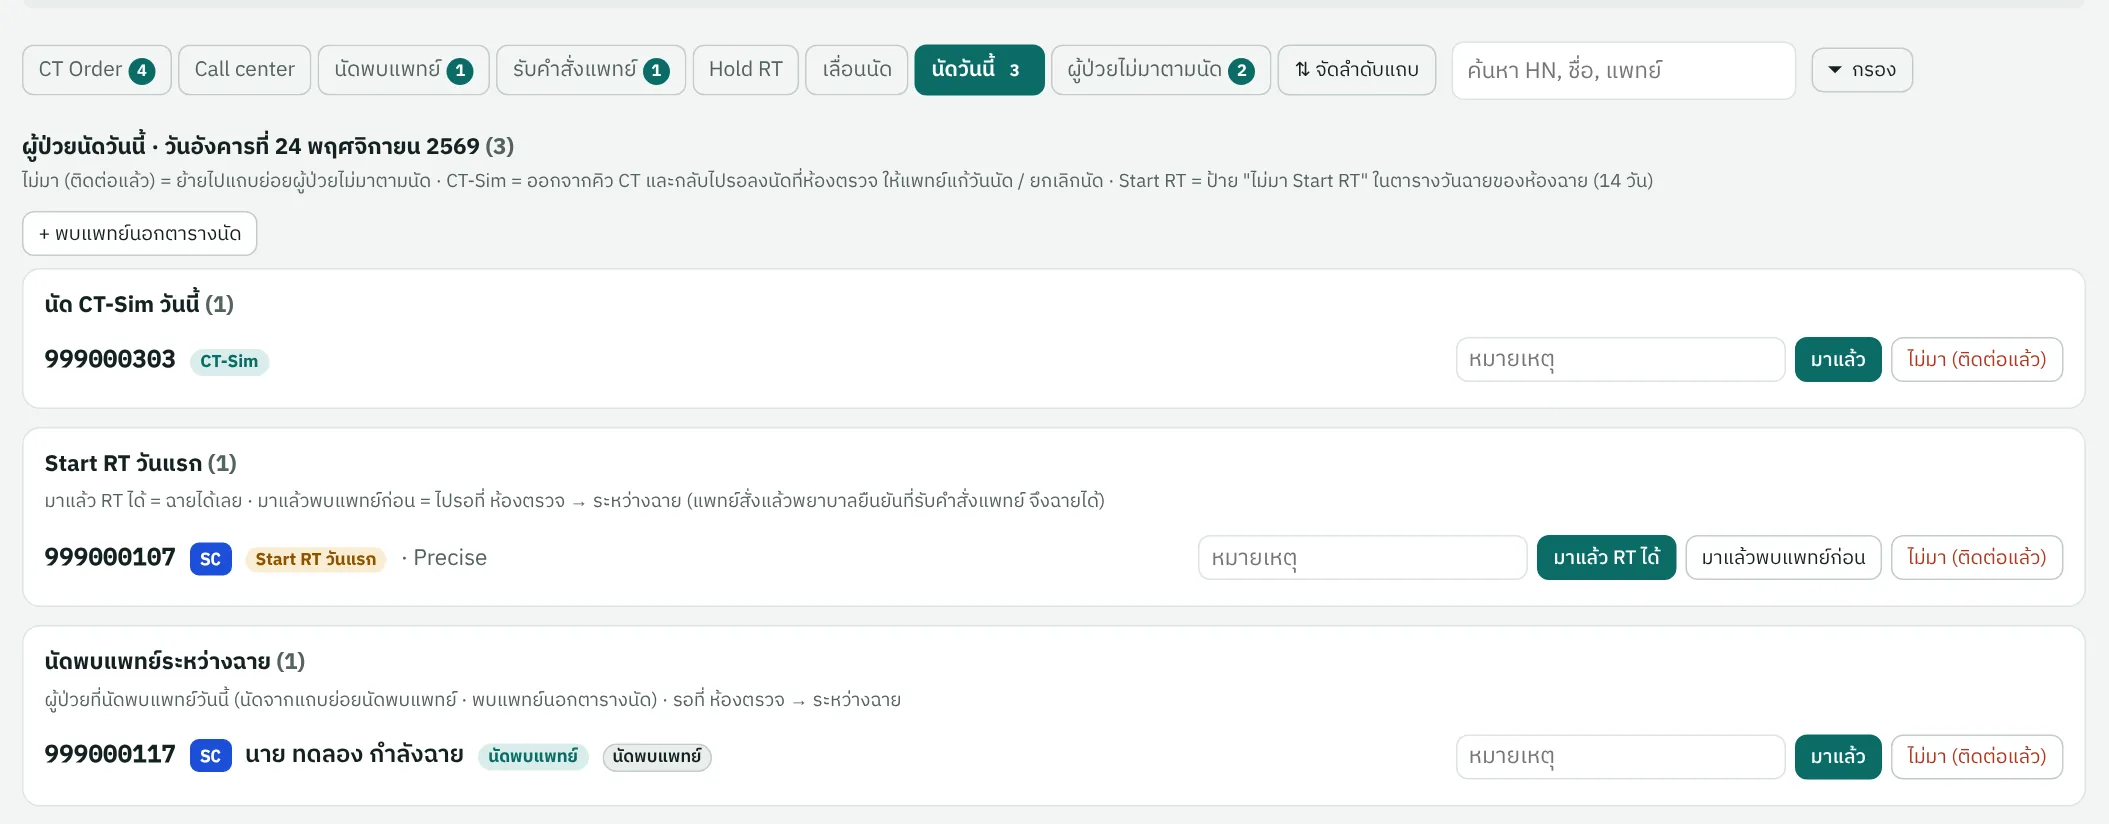 CT Order 4 Call center นัดพบแพทย์ 1 รับคำสั่งแพทย์ 1 Hold RT เลื่อนนัด นัดวันนี้ 3 ผู้ป่วยไม่มาตามนัด 2 ⇅ จัดลำดับแถบ ค้นหา HN, ชื่อ, แพทย์ ▼ กรอง
ผู้ป่วยนัดวันนี้ · วันอังคารที่ 24 พฤศจิกายน 2569 (3)
ไม่มา (ติดต่อแล้ว) = ย้ายไปแถบย่อยผู้ป่วยไม่มาตามนัด · CT-Sim = ออกจากคิว CT และกลับไปรอลงนัดที่ห้องตรวจ ให้แพทย์แก้วันนัด / ยกเลิกนัด · Start RT = ป้าย "ไม่มา Start RT" ในตารางวันฉายของห้องฉาย (14 วัน)
+ พบแพทย์นอกตารางนัด
นัด CT-Sim วันนี้ (1)
999000303 CT-Sim หมายเหตุ มาแล้ว ไม่มา (ติดต่อแล้ว)
Start RT วันแรก (1)
มาแล้ว RT ได้ = ฉายได้เลย · มาแล้วพบแพทย์ก่อน = ไปรอที่ ห้องตรวจ → ระหว่างฉาย (แพทย์สั่งแล้วพยาบาลยืนยันที่รับคำสั่งแพทย์ จึงฉายได้)
999000107 SC Start RT วันแรก · Precise หมายเหตุ มาแล้ว RT ได้ มาแล้วพบแพทย์ก่อน ไม่มา (ติดต่อแล้ว)
นัดพบแพทย์ระหว่างฉาย (1)
ผู้ป่วยที่นัดพบแพทย์วันนี้ (นัดจากแถบย่อยนัดพบแพทย์ · พบแพทย์นอกตารางนัด) · รอที่ ห้องตรวจ → ระหว่างฉาย
999000117 SC นาย ทดลอง กำลังฉาย นัดพบแพทย์ นัดพบแพทย์ หมายเหตุ มาแล้ว ไม่มา (ติดต่อแล้ว)